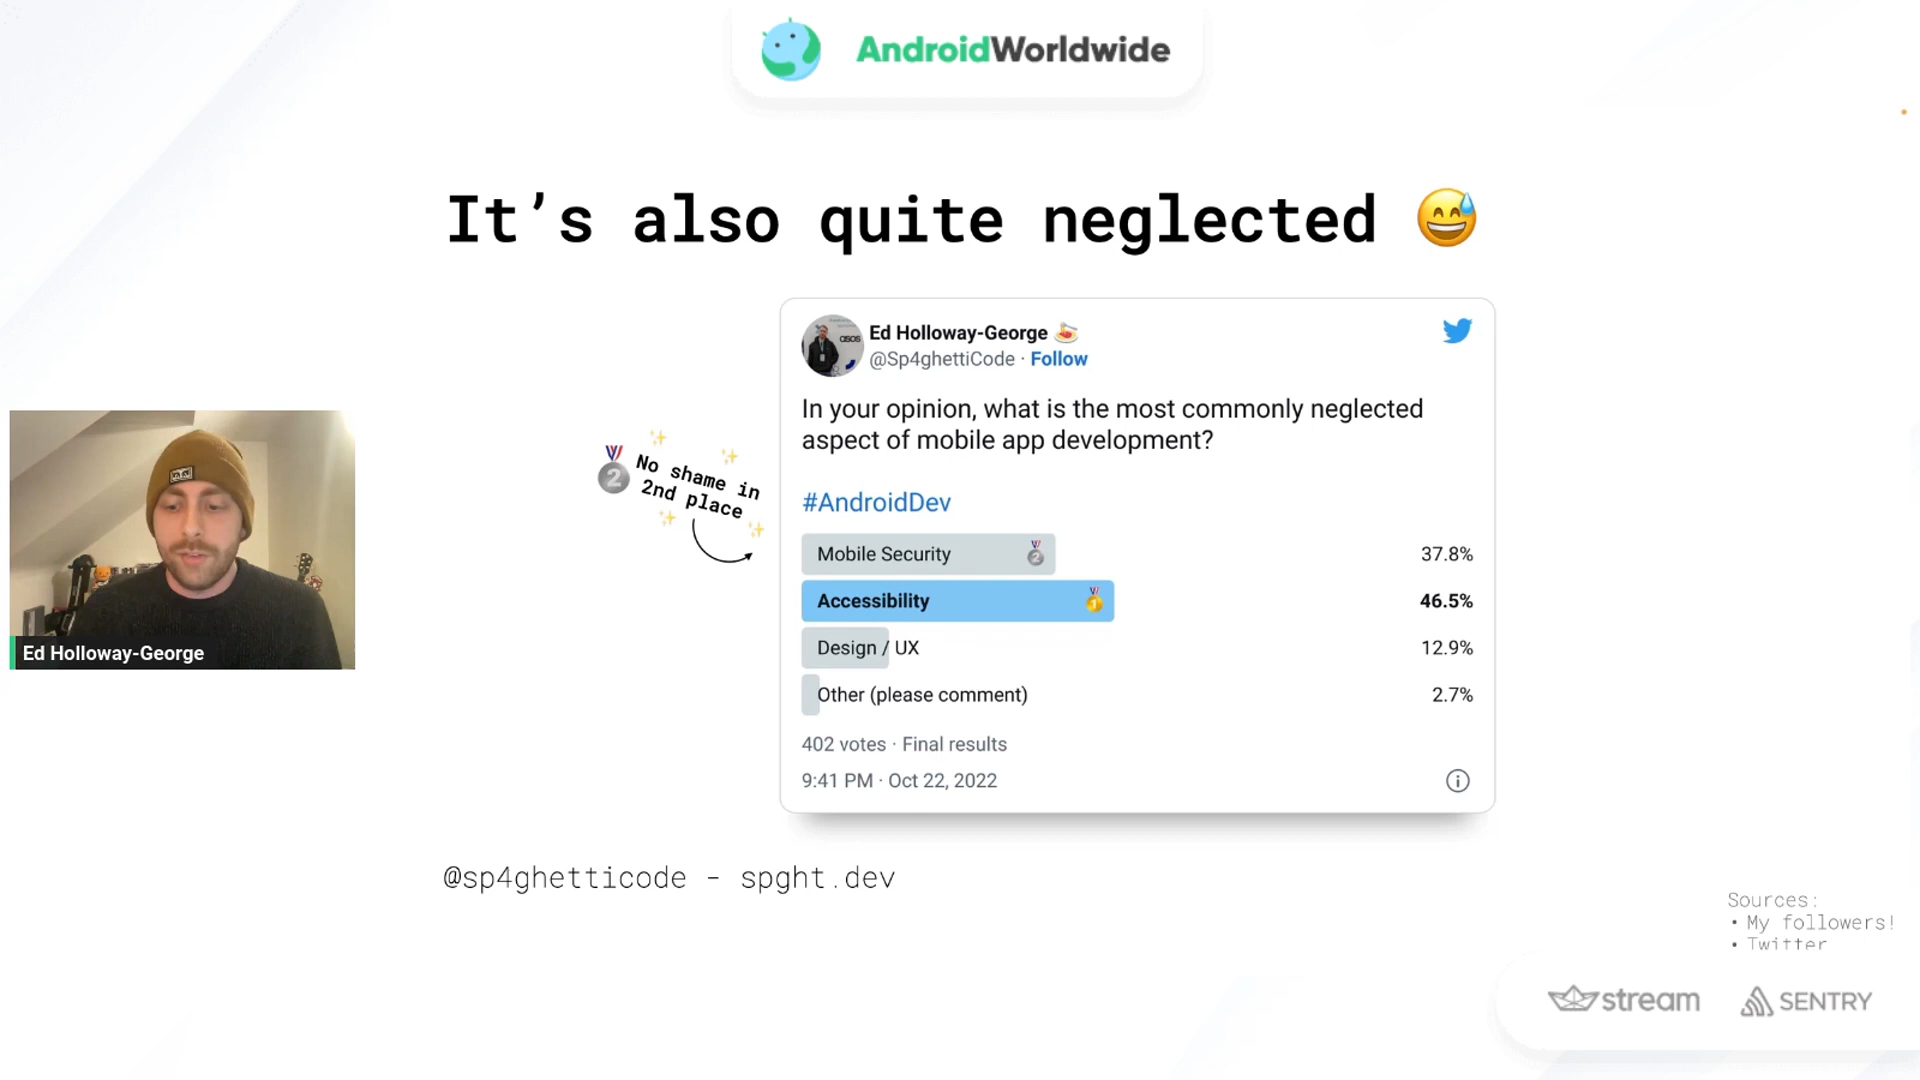 AndroidWorldwide
It’s also quite neglected 😅
Ed Holloway-George 🍝
@Sp4ghettiCode · Follow
In your opinion, what is the most commonly neglected
aspect of mobile app development?
#AndroidDev
No shame in
2nd place
Mobile Security 🥈 37.8%
Accessibility 🥇 46.5%
Design / UX 12.9%
Other (please comment) 2.7%
402 votes · Final results
9:41 PM · Oct 22, 2022
Ed Holloway-George
@sp4ghetticode - spght.dev
Sources:
• My followers!
• Twitter
stream
SENTRY